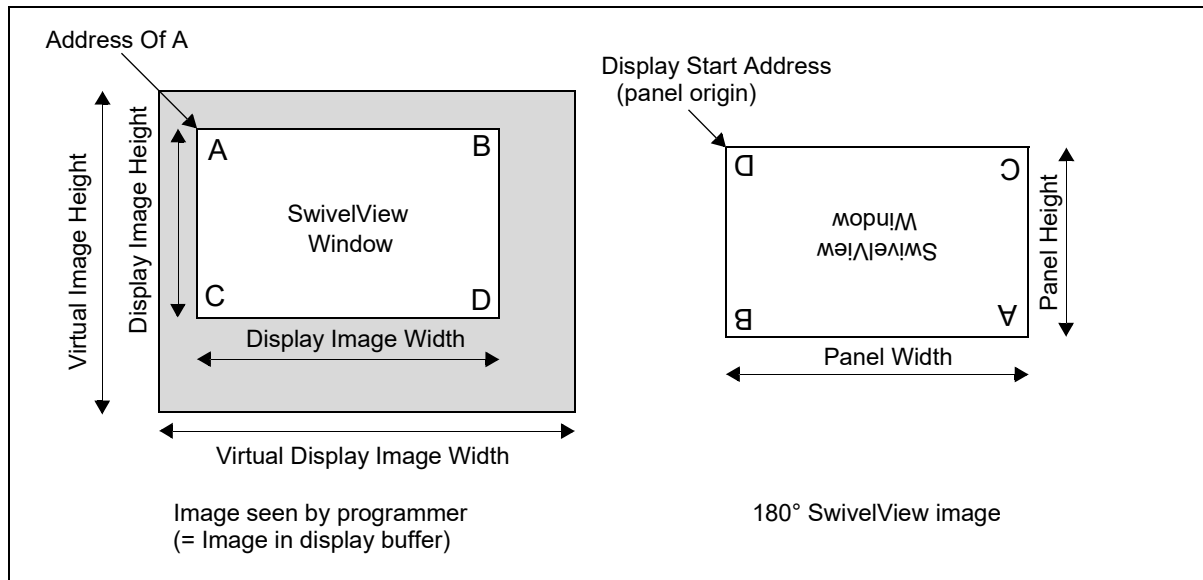 Address Of A
Virtual Image Height
Display Image Height
A
B
SwivelView
Window
C
D
Display Image Width
Virtual Display Image Width
Image seen by programmer
(= Image in display buffer)
Display Start Address
(panel origin)
D
C
Window
SwivelView
B
A
Panel Height
Panel Width
180° SwivelView image